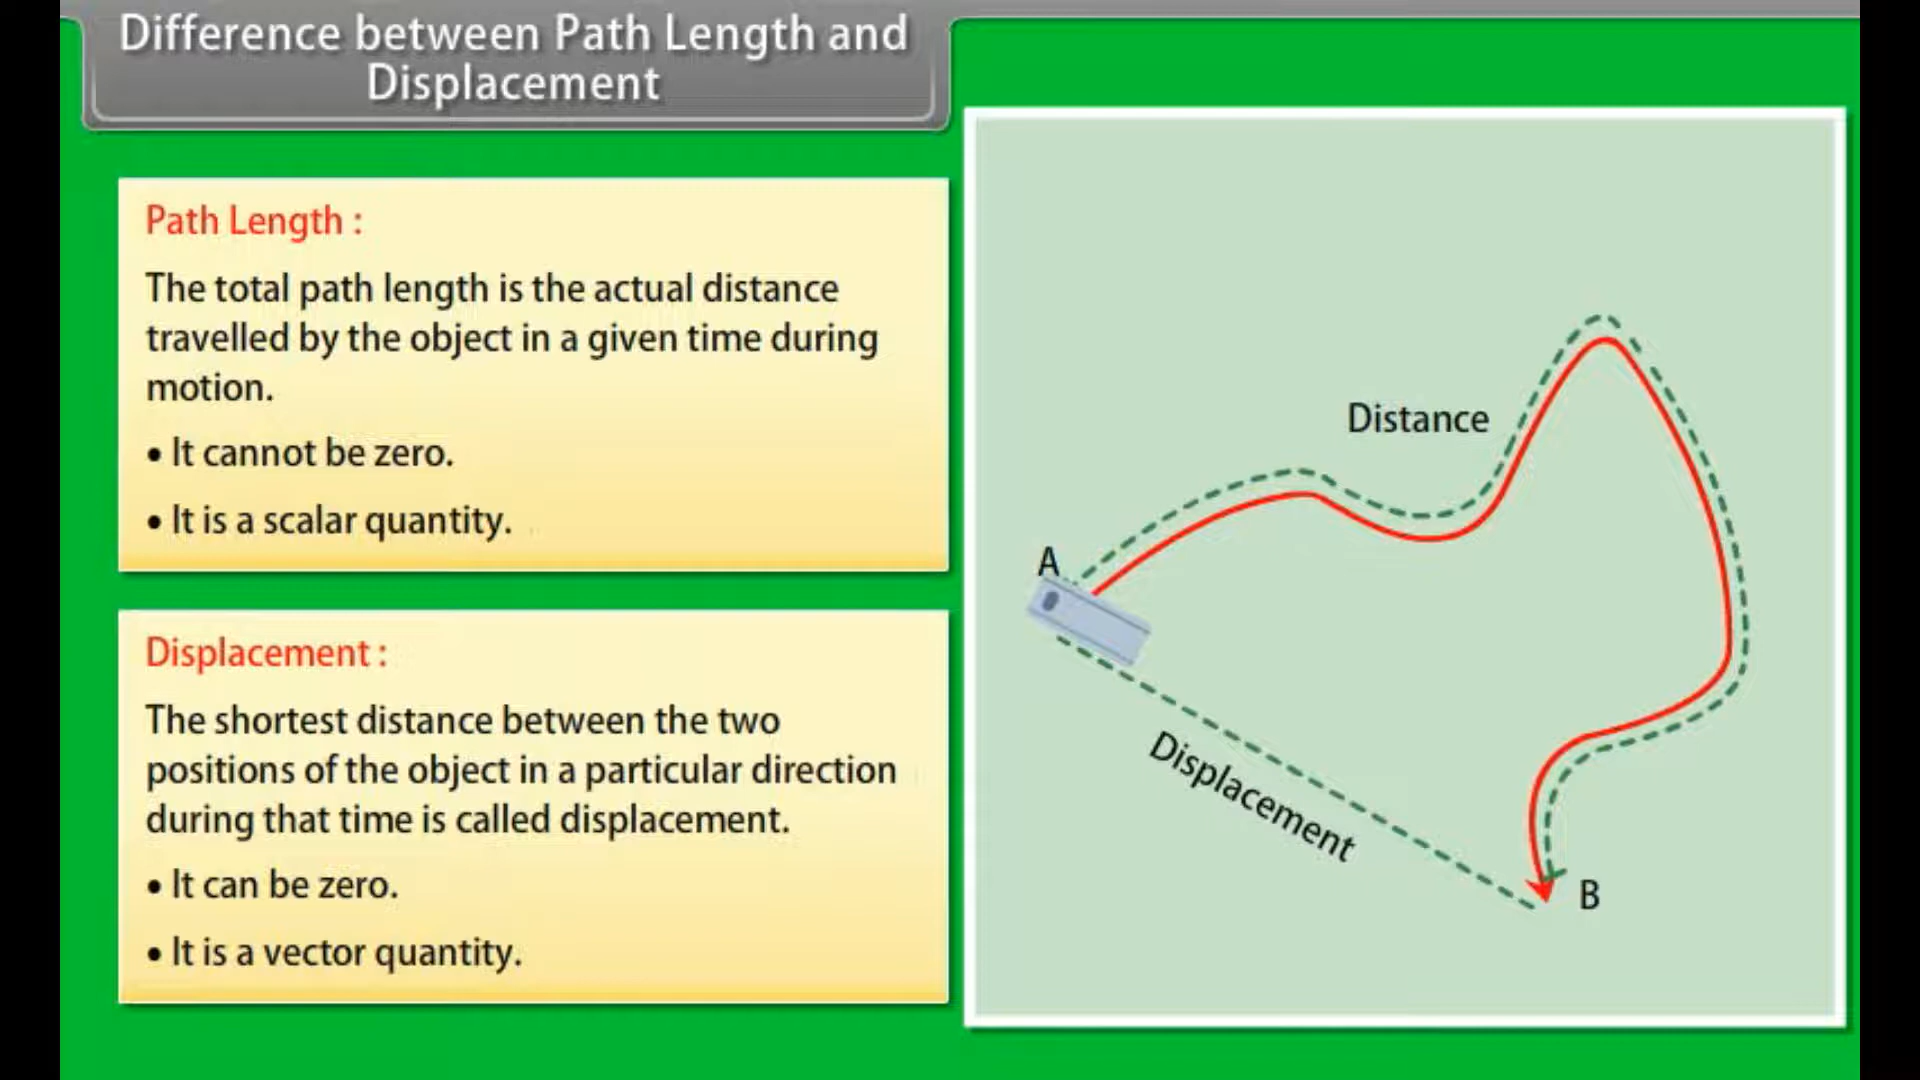 Difference between Path Length and
Displacement
Path Length :
The total path length is the actual distance
travelled by the object in a given time during
motion.
• It cannot be zero.
• It is a scalar quantity.
Displacement :
The shortest distance between the two
positions of the object in a particular direction
during that time is called displacement.
• It can be zero.
• It is a vector quantity.
Distance
A
Displacement
B